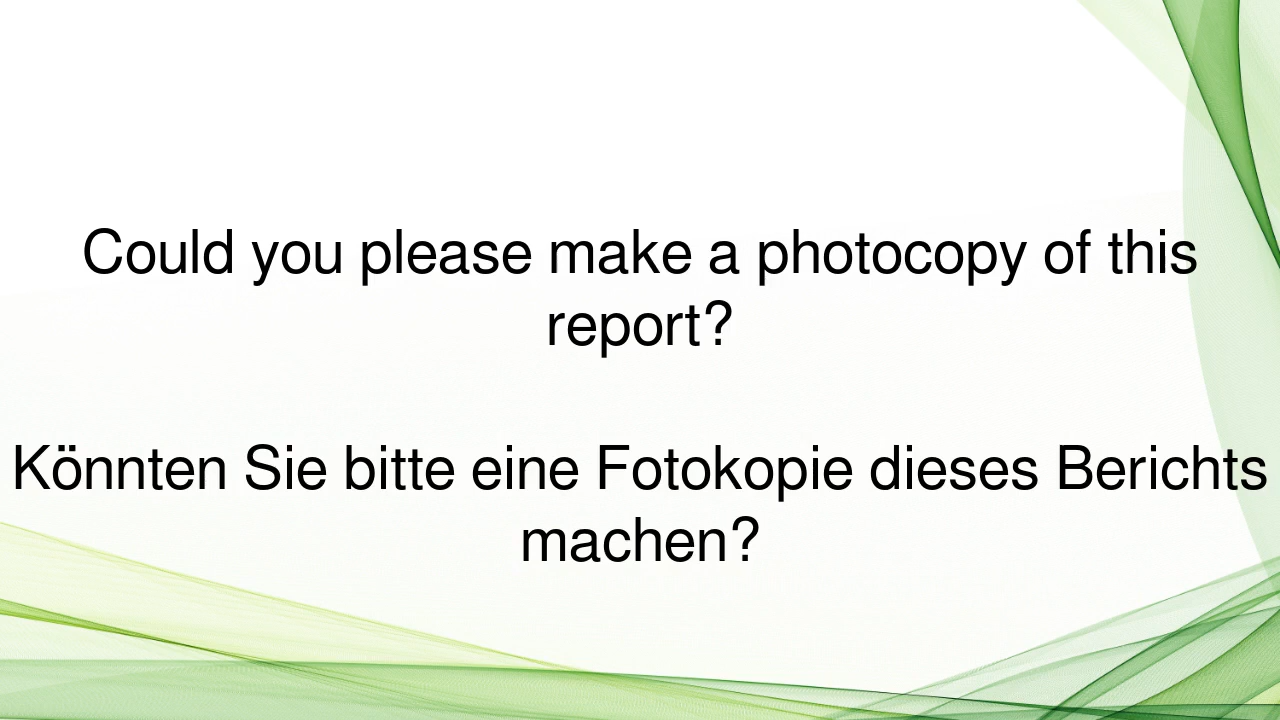 Could you please make a photocopy of this
report?
Könnten Sie bitte eine Fotokopie dieses Berichts
machen?